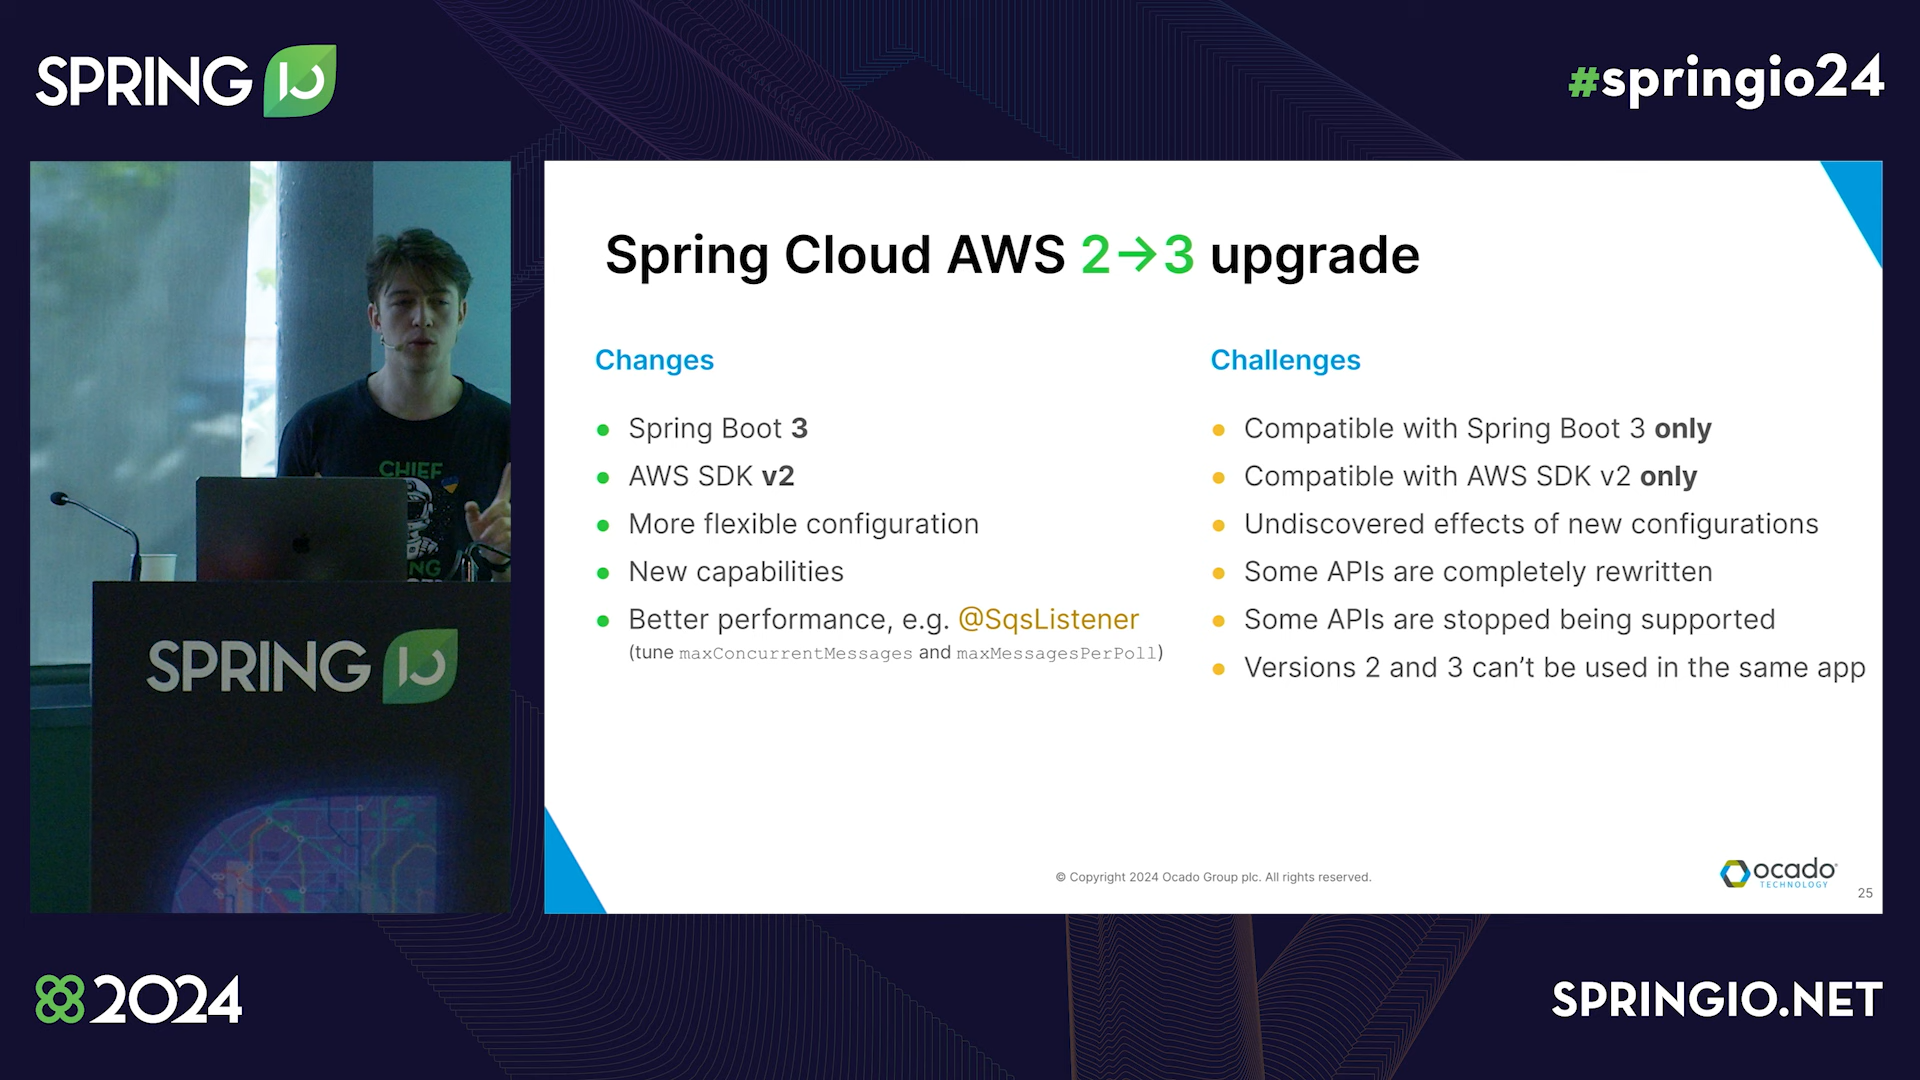 SPRING IO
#springio24
Spring Cloud AWS 2→3 upgrade
Changes
● Spring Boot 3
● AWS SDK v2
● More flexible configuration
● New capabilities
● Better performance, e.g. @SqsListener
(tune maxConcurrentMessages and maxMessagesPerPoll)
Challenges
● Compatible with Spring Boot 3 only
● Compatible with AWS SDK v2 only
● Undiscovered effects of new configurations
● Some APIs are completely rewritten
● Some APIs are stopped being supported
● Versions 2 and 3 can't be used in the same app
© Copyright 2024 Ocado Group plc. All rights reserved.
ocado
TECHNOLOGY
25
CHIEF
NG
SPRING IO
2024
SPRINGIO.NET